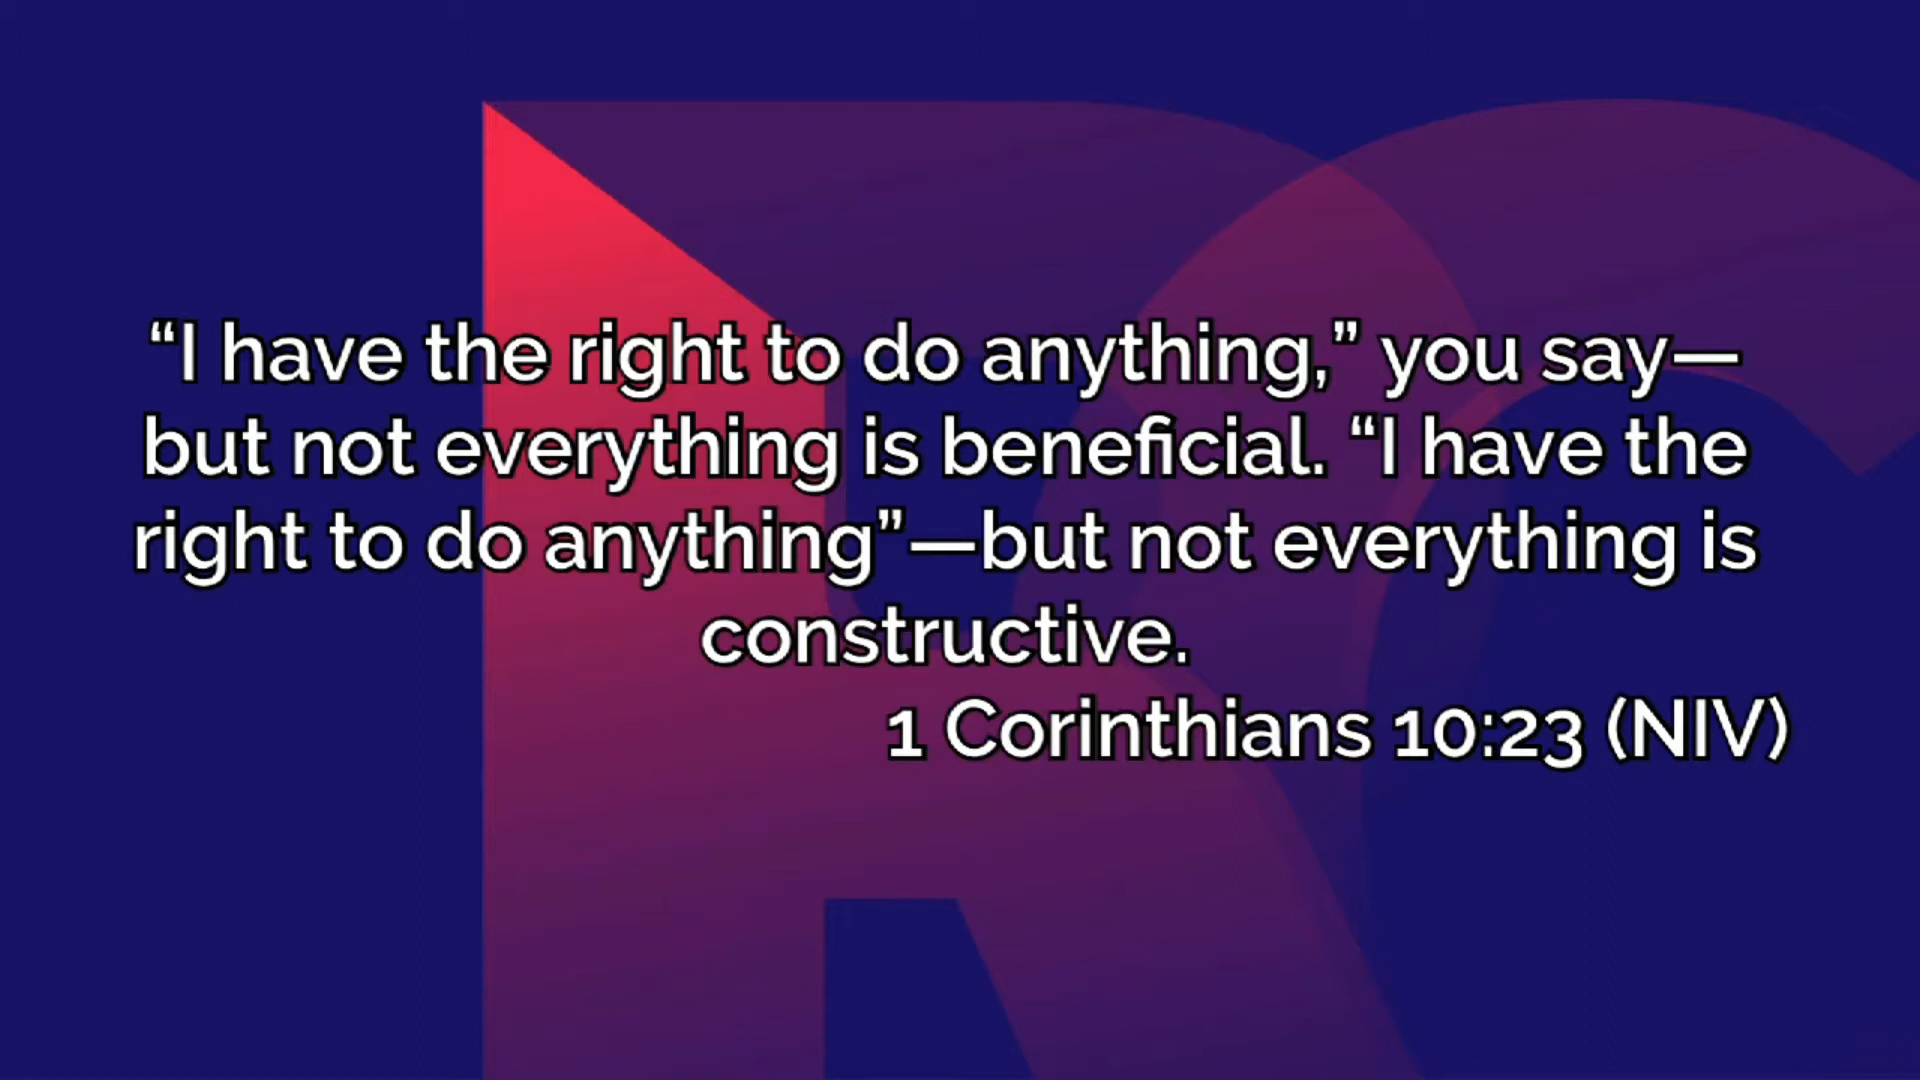 “I have the right to do anything,” you say—
but not everything is beneficial. “I have the
right to do anything”—but not everything is
constructive.
1 Corinthians 10:23 (NIV)